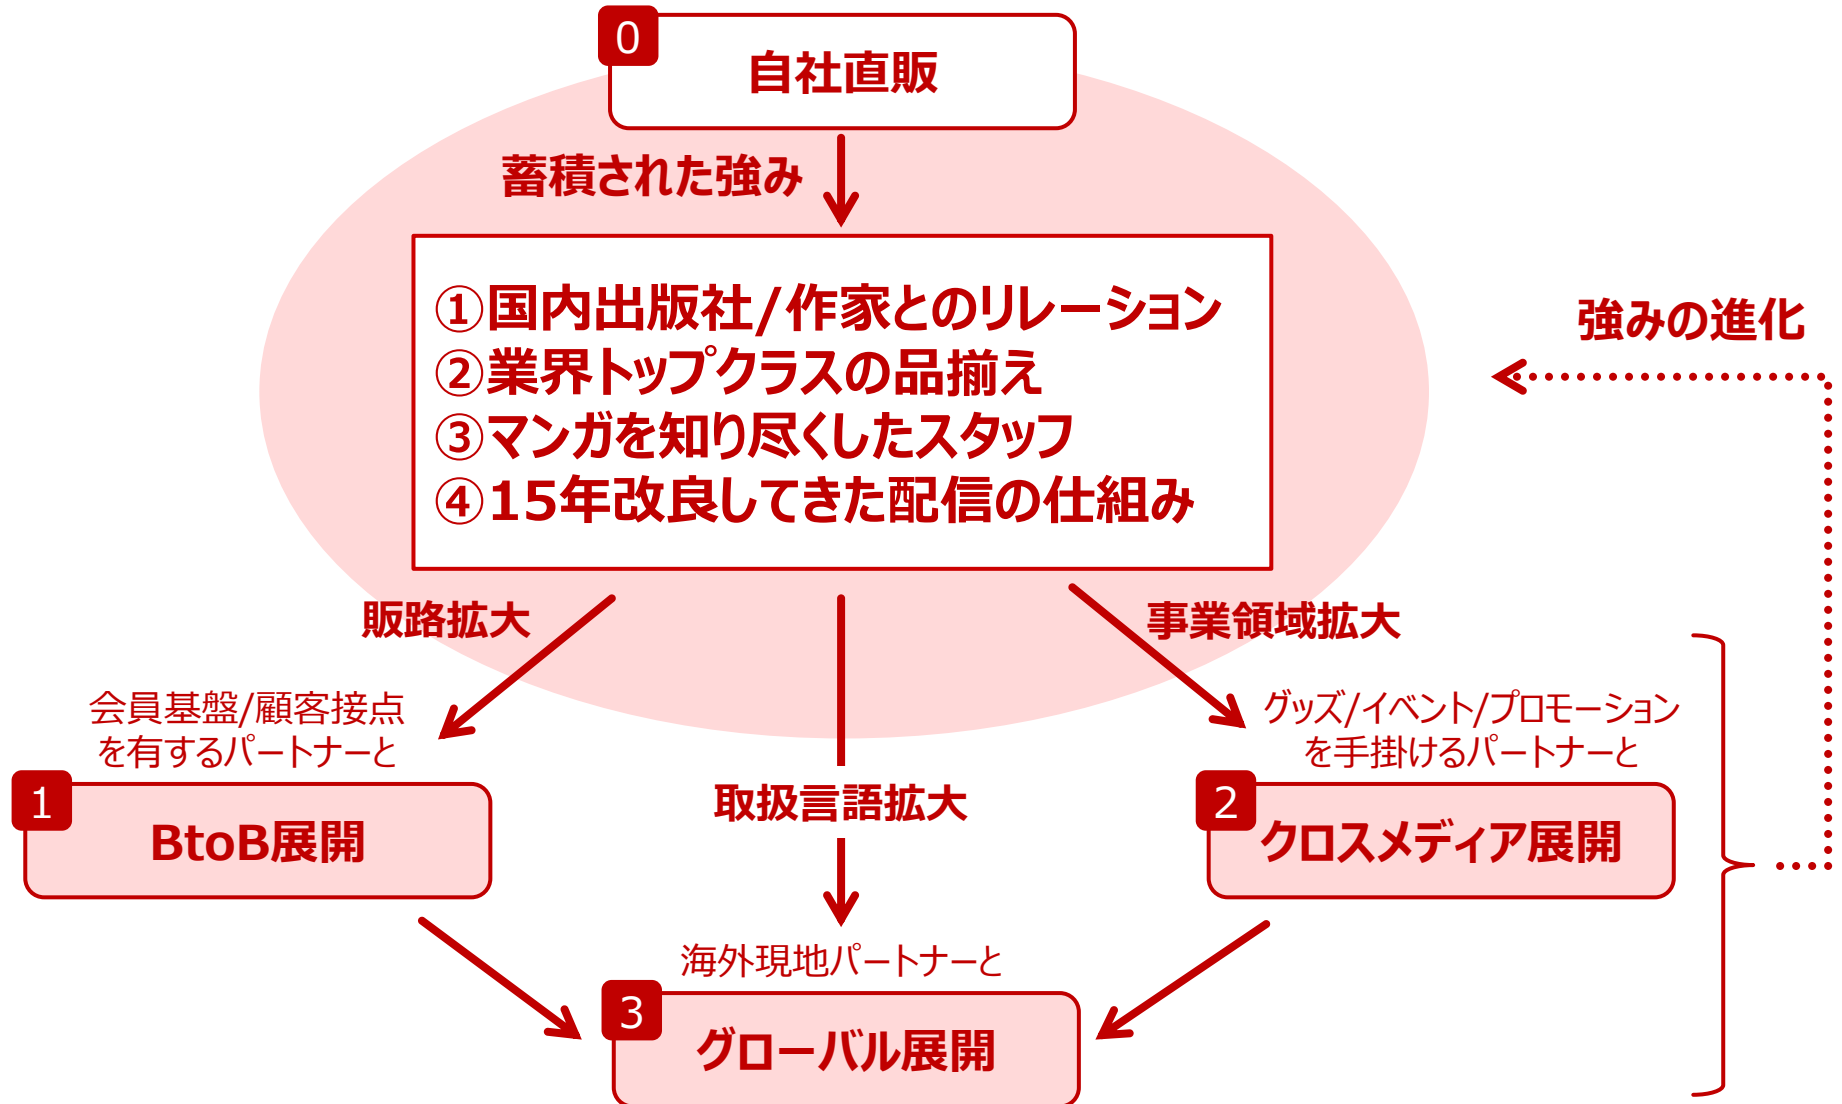 0
自社直販
蓄積された強み
①国内出版社/作家とのリレーション
②業界トップクラスの品揃え
③マンガを知り尽くしたスタッフ
④15年改良してきた配信の仕組み
強みの進化
販路拡大
事業領域拡大
会員基盤/顧客接点
を有するパートナーと
グッズ/イベント/プロモーション
を手掛けるパートナーと
1
BtoB展開
取扱言語拡大
2
クロスメディア展開
海外現地パートナーと
3
グローバル展開